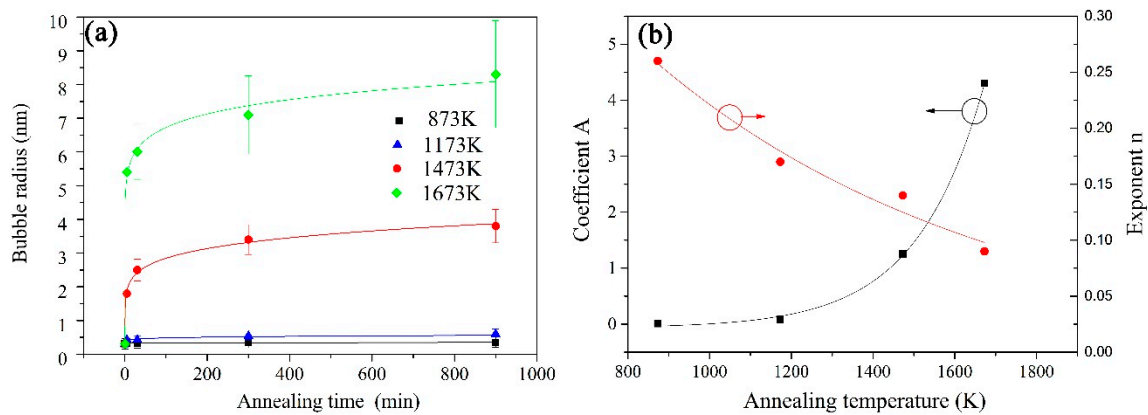 (a)
Bubble radius (nm)
10
9
8
7
6
5
4
3
2
1
0
873K
1173K
1473K
1673K
0 200 400 600 800 1000
Annealing time (min)
(b)
Coefficient A
5
4
3
2
1
0
0.30
0.25
0.20
0.15
0.10
0.05
0.00
Exponent n
800 1000 1200 1400 1600 1800
Annealing temperature (K)